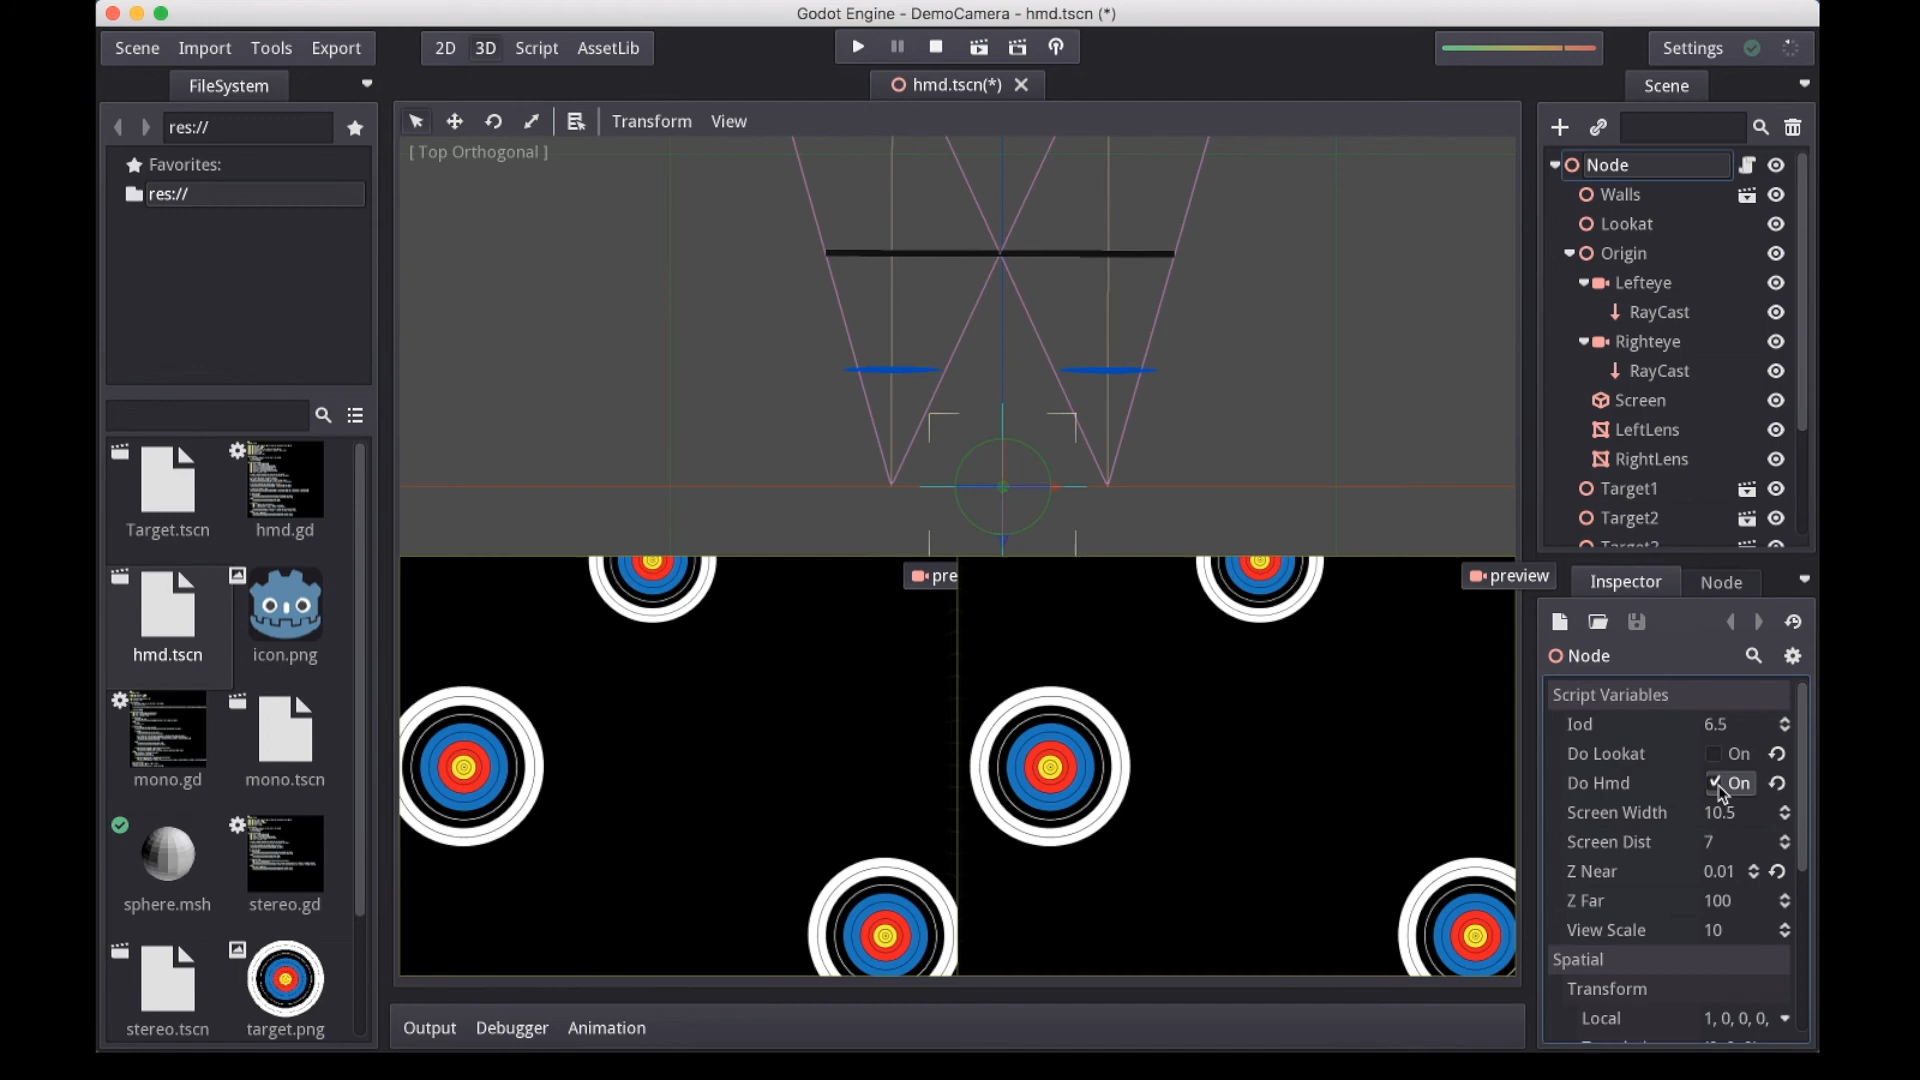 Godot Engine - DemoCamera - hmd.tscn (*)
Scene Import Tools Export
2D 3D Script AssetLib
Settings
FileSystem
hmd.tscn(*)
Scene
res://
Transform View
[ Top Orthogonal ]
Favorites:
res://
Target.tscn
hmd.gd
hmd.tscn
icon.png
mono.gd
mono.tscn
sphere.msh
stereo.gd
stereo.tscn
target.png
pre
preview
Output Debugger Animation
Node
Walls
Lookat
Origin
Lefteye
RayCast
Righteye
RayCast
Screen
LeftLens
RightLens
Target1
Target2
Inspector Node
Node
Script Variables
Iod 6.5
Do Lookat On
Do Hmd On
Screen Width 10.5
Screen Dist 7
Z Near 0.01
Z Far 100
View Scale 10
Spatial
Transform
Local 1, 0, 0, 0,